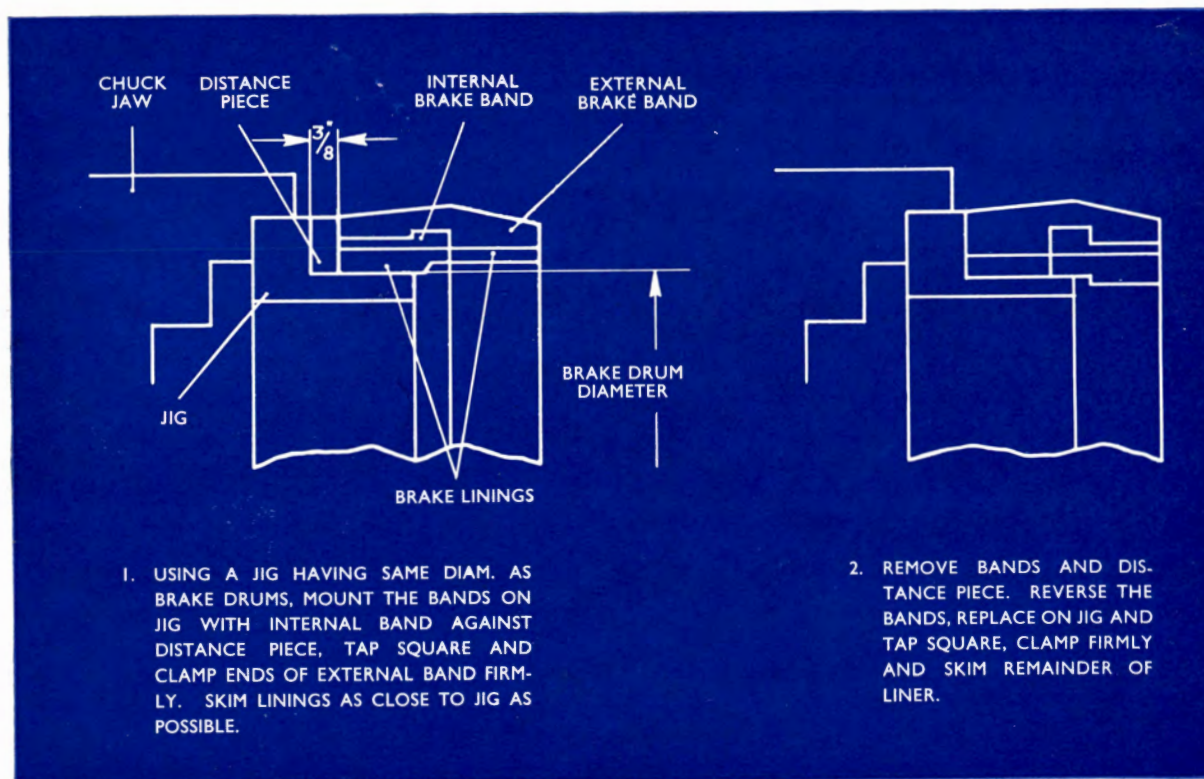 CHUCK
JAW
DISTANCE
PIECE
INTERNAL
BRAKE BAND
EXTERNAL
BRAKE BAND
3/8"
BRAKE DRUM
DIAMETER
JIG
BRAKE LININGS
1. USING A JIG HAVING SAME DIAM. AS
BRAKE DRUMS, MOUNT THE BANDS ON
JIG WITH INTERNAL BAND AGAINST
DISTANCE PIECE, TAP SQUARE AND
CLAMP ENDS OF EXTERNAL BAND FIRM-
LY. SKIM LININGS AS CLOSE TO JIG AS
POSSIBLE.
2. REMOVE BANDS AND DIS-
TANCE PIECE. REVERSE THE
BANDS, REPLACE ON JIG AND
TAP SQUARE, CLAMP FIRMLY
AND SKIM REMAINDER OF
LINER.